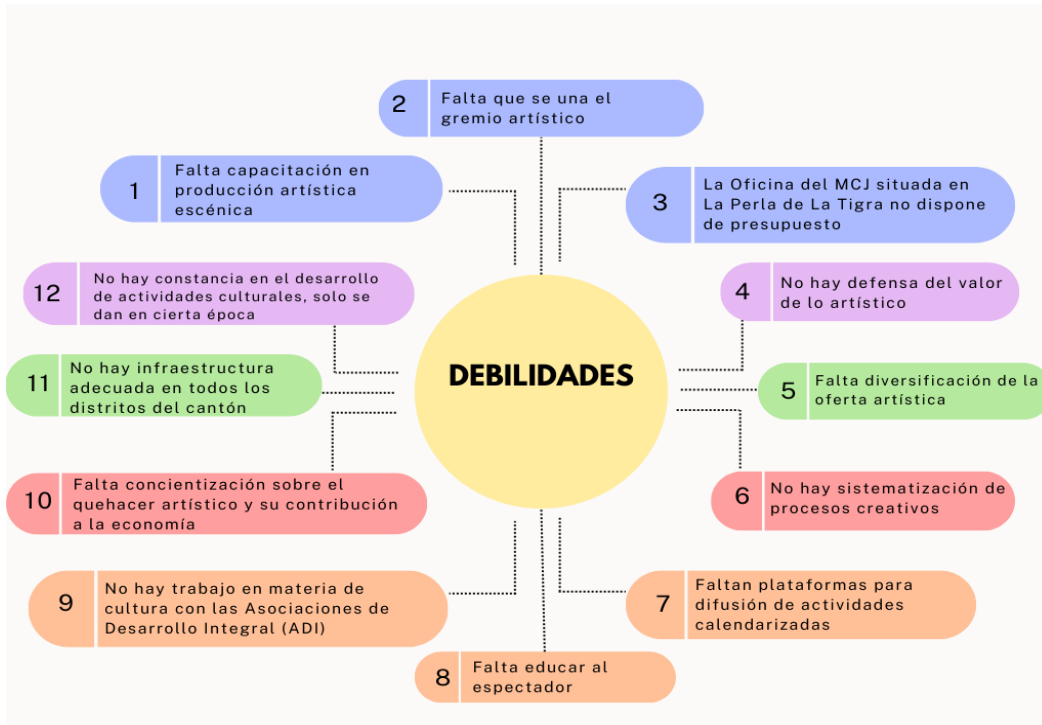 DEBILIDADES
1
Falta capacitación en
producción artística
escénica
2
Falta que se una el
gremio artístico
3
La Oficina del MCJ situada en
La Perla de La Tigra no dispone
de presupuesto
4
No hay defensa del valor
de lo artístico
5
Falta diversificación de la
oferta artística
6
No hay sistematización de
procesos creativos
7
Faltan plataformas para
difusión de actividades
calendarizadas
8
Falta educar al
espectador
9
No hay trabajo en materia de
cultura con las Asociaciones de
Desarrollo Integral (ADI)
10
Falta concientización sobre el
quehacer artístico y su contribución
a la economía
11
No hay infraestructura
adecuada en todos los
distritos del cantón
12
No hay constancia en el desarrollo
de actividades culturales, solo se
dan en cierta época